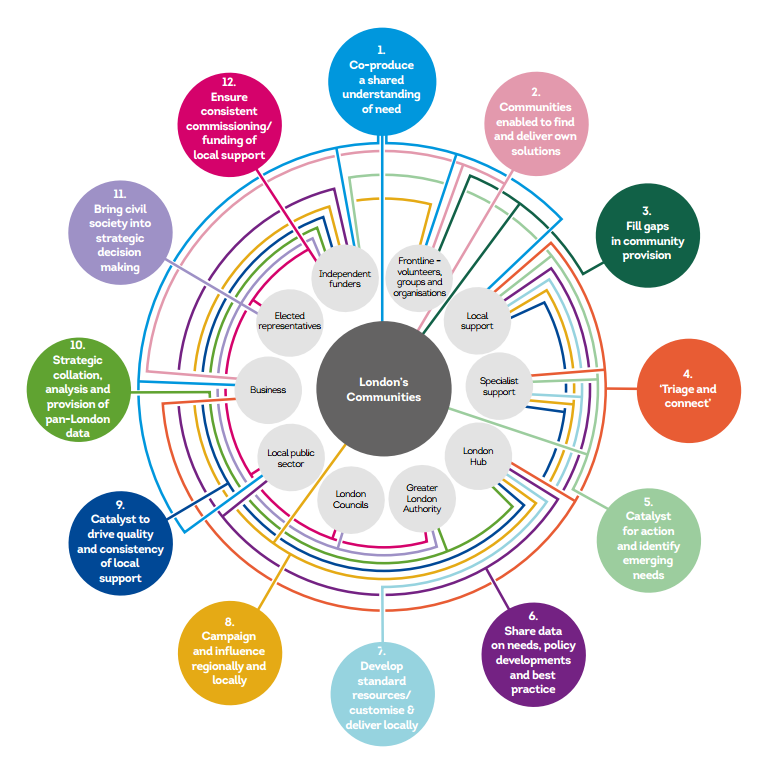 1.
Co-produce
a shared
understanding
of need
2.
Communities
enabled to find
and deliver own
solutions
3.
Fill gaps
in community
provision
4.
‘Triage and
connect’
5.
Catalyst
for action
and identify
emerging
needs
6.
Share data
on needs, policy
developments
and best
practice
7.
Develop
standard
resources/
customise &
deliver locally
8.
Campaign
and influence
regionally and
locally
9.
Catalyst to
drive quality
and consistency
of local
support
10.
Strategic
collation,
analysis and
provision of
pan-London
data
11.
Bring civil
society into
strategic
decision
making
12.
Ensure
consistent
commissioning/
funding of
local support
Independent
funders
Frontline –
volunteers,
groups and
organisations
Local
support
Specialist
support
London
Hub
Greater
London
Authority
London
Councils
Local public
sector
Business
Elected
representatives
London’s
Communities